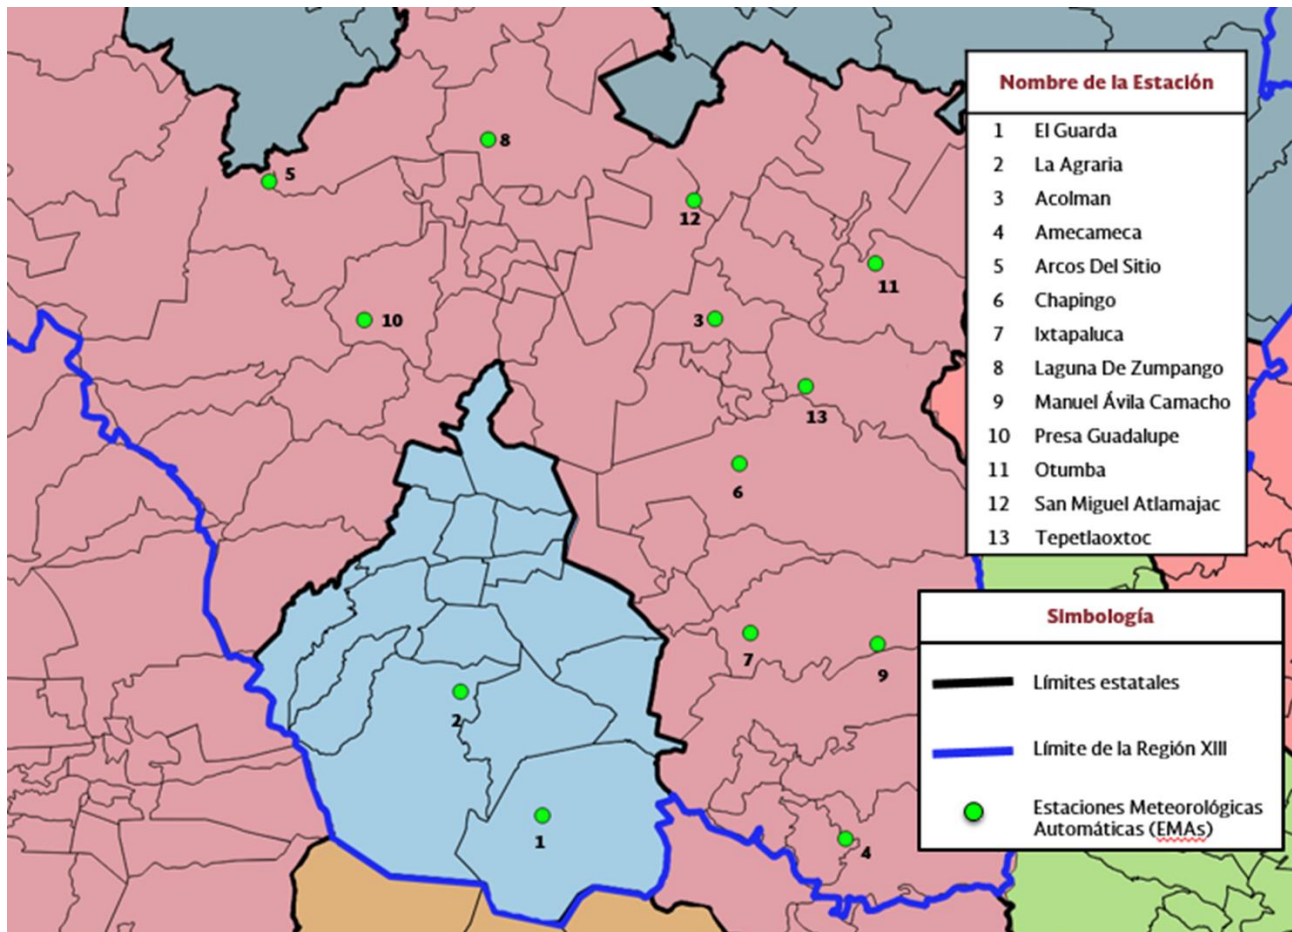 8
5
12
11
10
3
13
6
7
9
2
1
4
Nombre de la Estación
1 El Guarda
2 La Agraria
3 Acolman
4 Amecameca
5 Arcos Del Sitio
6 Chapingo
7 Ixtapaluca
8 Laguna De Zumpango
9 Manuel Ávila Camacho
10 Presa Guadalupe
11 Otumba
12 San Miguel Atlamajac
13 Tepetlaoxtoc
Simbología
Límites estatales
Límite de la Región XIII
Estaciones Meteorológicas
Automáticas (EMAs)